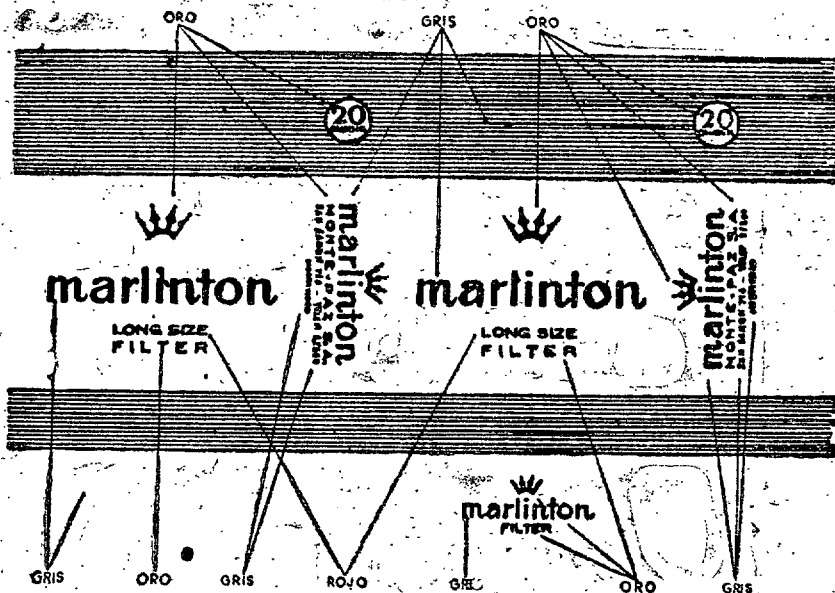 ORO
GRIS
ORO
20
20
marlinton
LONG SIZE
FILTER
marlinton
MONTE-PAZ S.A.
marlinton
LONG SIZE
FILTER
marlinton
MONTE-PAZ S.A.
marlinton
FILTER
GRIS
ORO
GRIS
ROJO
ORO
GRIS